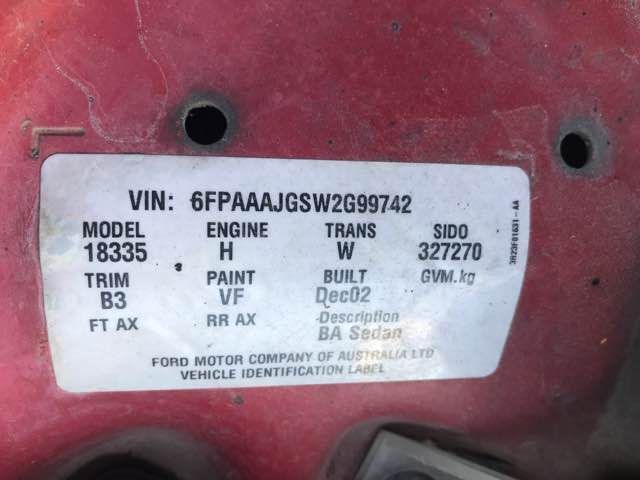 VIN: 6FPAAAJGSW2G99742
MODEL ENGINE TRANS SIDO
18335 H W 327270
TRIM PAINT BUILT GVM.kg
B3 VF Dec02
FT AX RR AX Description
BA Sedan
FORD MOTOR COMPANY OF AUSTRALIA LTD
VEHICLE IDENTIFICATION LABEL